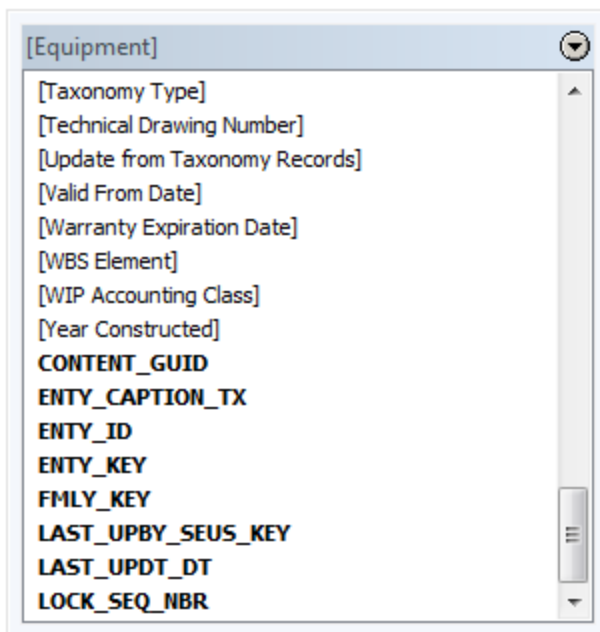 [Equipment]
[Taxonomy Type]
[Technical Drawing Number]
[Update from Taxonomy Records]
[Valid From Date]
[Warranty Expiration Date]
[WBS Element]
[WIP Accounting Class]
[Year Constructed]
CONTENT_GUID
ENTY_CAPTION_TX
ENTY_ID
ENTY_KEY
FMLY_KEY
LAST_UPBY_SEUS_KEY
LAST_UPDT_DT
LOCK_SEQ_NBR